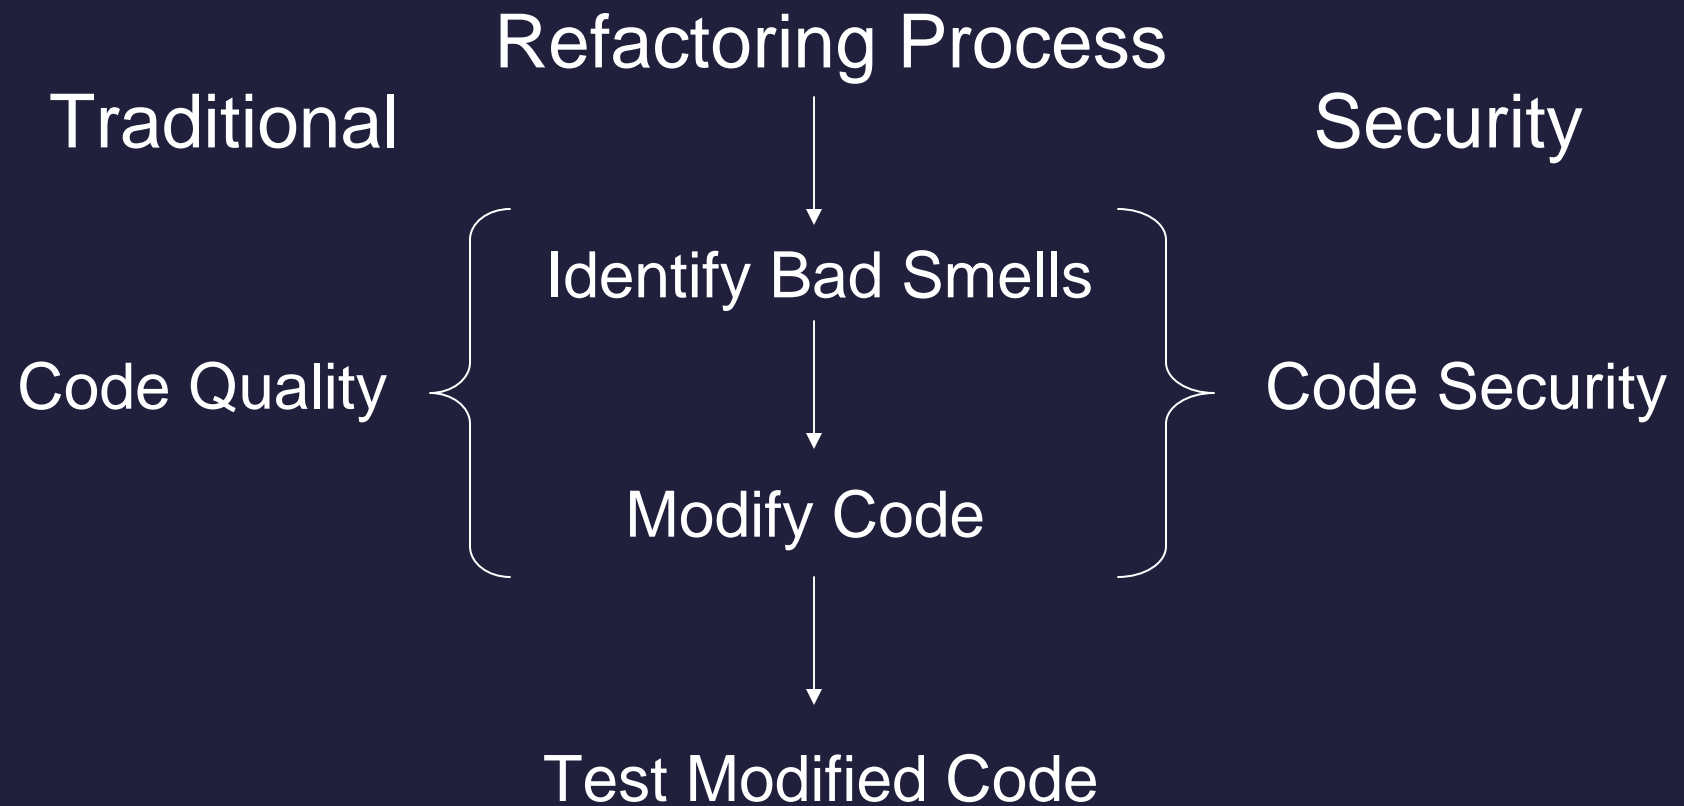 Refactoring Process
Traditional
Security
Identify Bad Smells
Code Quality
Code Security
Modify Code
Test Modified Code